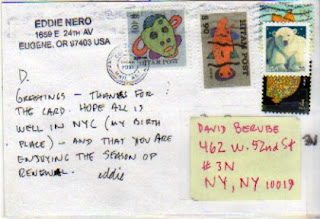 EDDIE NERO
1659 E 24TH AV
EUGENE, OR 97403 USA
D.
GREETINGS - THANKS FOR
THE CARD. HOPE ALL IS
WELL IN NYC (MY BIRTH
PLACE) - AND THAT YOU ARE
ENJOYING THE SEASON OF
RENEWAL.
eddie
POST
DAVID BERUBE
462 W. 52nd St
# 3N
NY, NY 10019